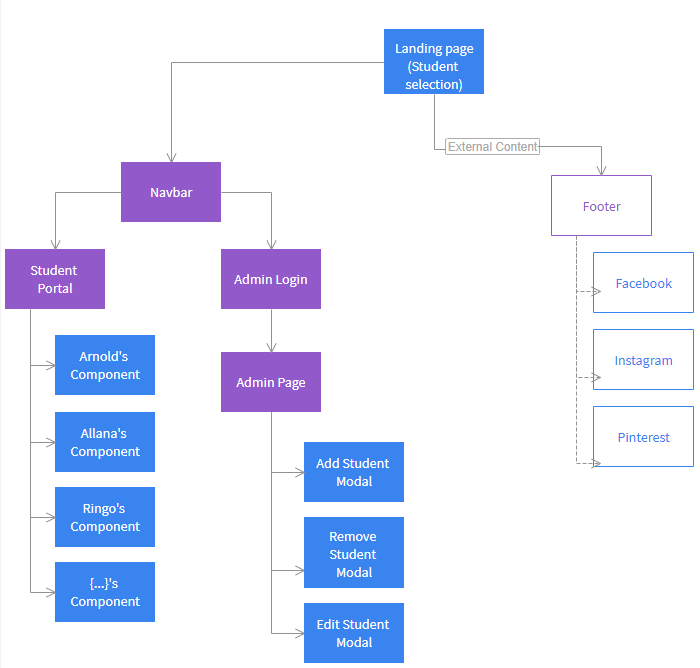 Landing page
(Student
selection)
External Content
Navbar
Footer
Student
Portal
Admin Login
Facebook
Arnold's
Component
Admin Page
Instagram
Allana's
Component
Add Student
Modal
Pinterest
Ringo's
Component
Remove
Student
Modal
{...}'s
Component
Edit Student
Modal